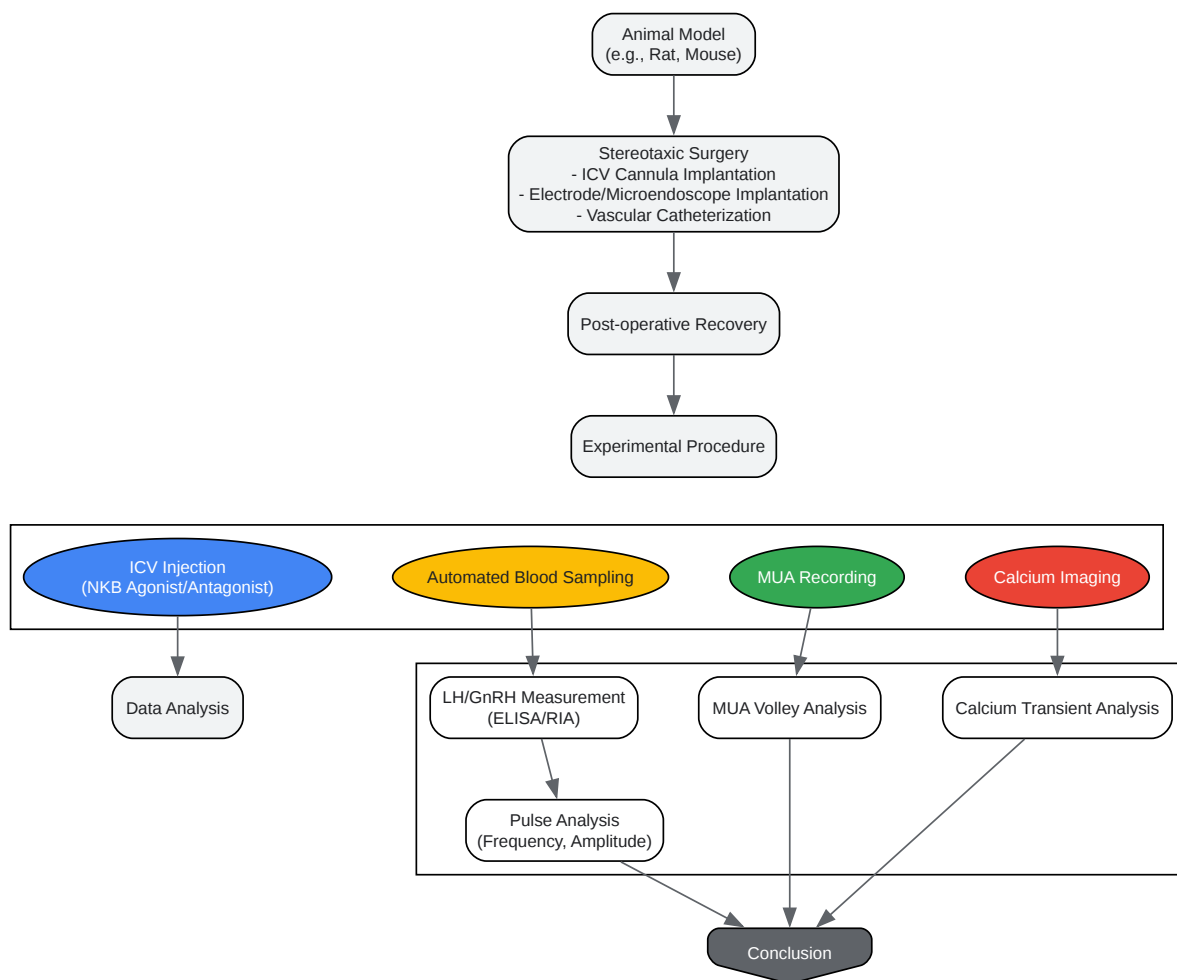 Animal Model
(e.g., Rat, Mouse)
Stereotaxic Surgery
- ICV Cannula Implantation
- Electrode/Microendoscope Implantation
- Vascular Catheterization
Post-operative Recovery
Experimental Procedure
ICV Injection
(NKB Agonist/Antagonist)
Automated Blood Sampling
MUA Recording
Calcium Imaging
Data Analysis
LH/GnRH Measurement
(ELISA/RIA)
MUA Volley Analysis
Calcium Transient Analysis
Pulse Analysis
(Frequency, Amplitude)
Conclusion